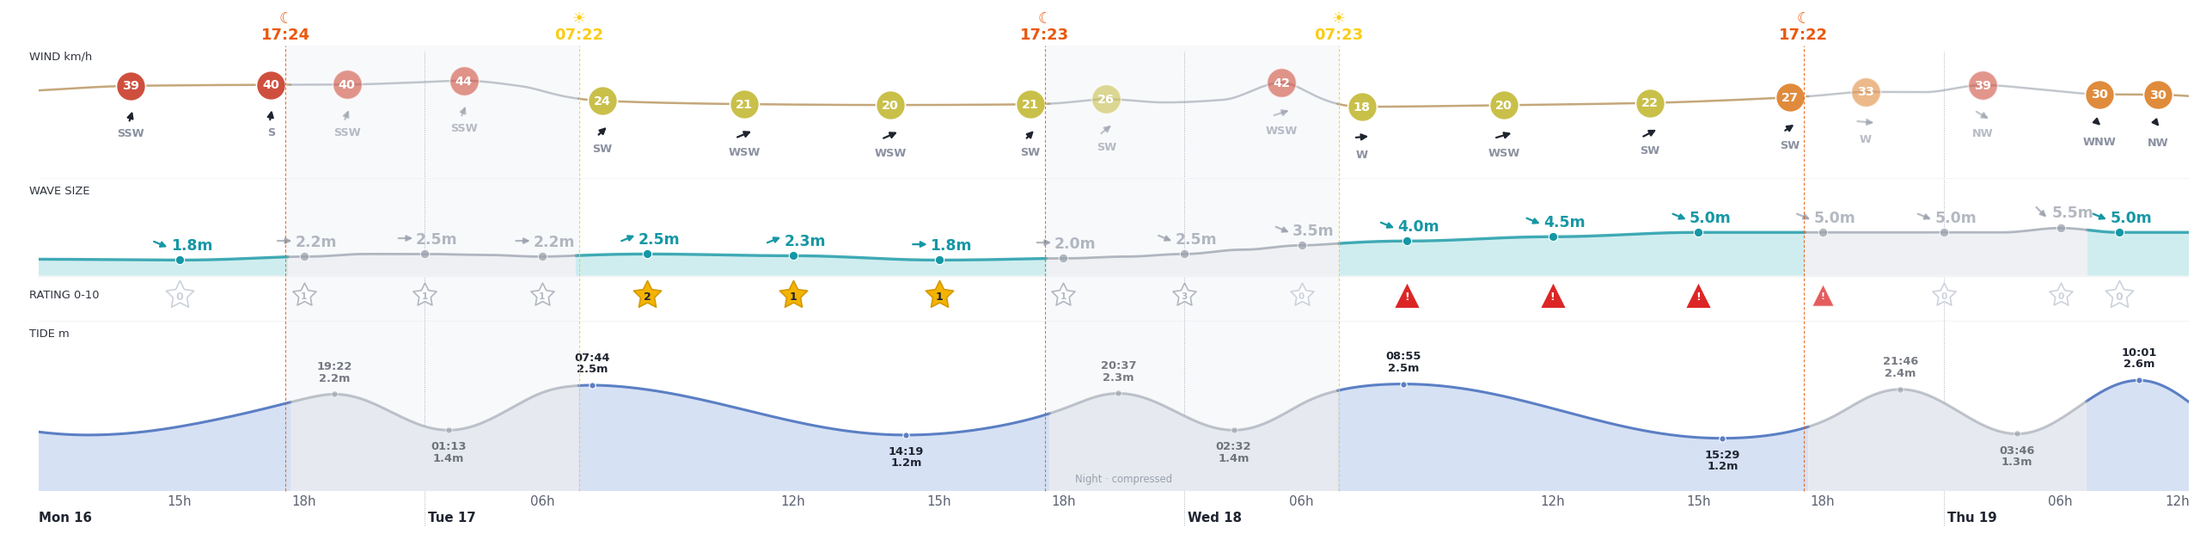 ☾ ☀ ☾ ☀ ☾
17:24 07:22 17:23 07:23 17:22
WIND km/h
39 40 40 44 24 21 20 21 26 42 18 20 22 27 33 39 30 30
SSW S SSW SSW SW WSW WSW SW SW WSW W WSW SW SW W NW WNW NW
WAVE SIZE
1.8m 2.2m 2.5m 2.2m 2.5m 2.3m 1.8m 2.0m 2.5m 3.5m 4.0m 4.5m 5.0m 5.0m 5.0m 5.5m 5.0m
RATING 0-10
0 1 1 1 2 1 1 1 3 0 ! ! ! ! 0 0 0
TIDE m
19:22
2.2m
01:13
1.4m
07:44
2.5m
14:19
1.2m
20:37
2.3m
02:32
1.4m
08:55
2.5m
15:29
1.2m
21:46
2.4m
03:46
1.3m
10:01
2.6m
Night · compressed
15h 18h 06h 12h 15h 18h 06h 12h 15h 18h 06h 12h
Mon 16 Tue 17 Wed 18 Thu 19